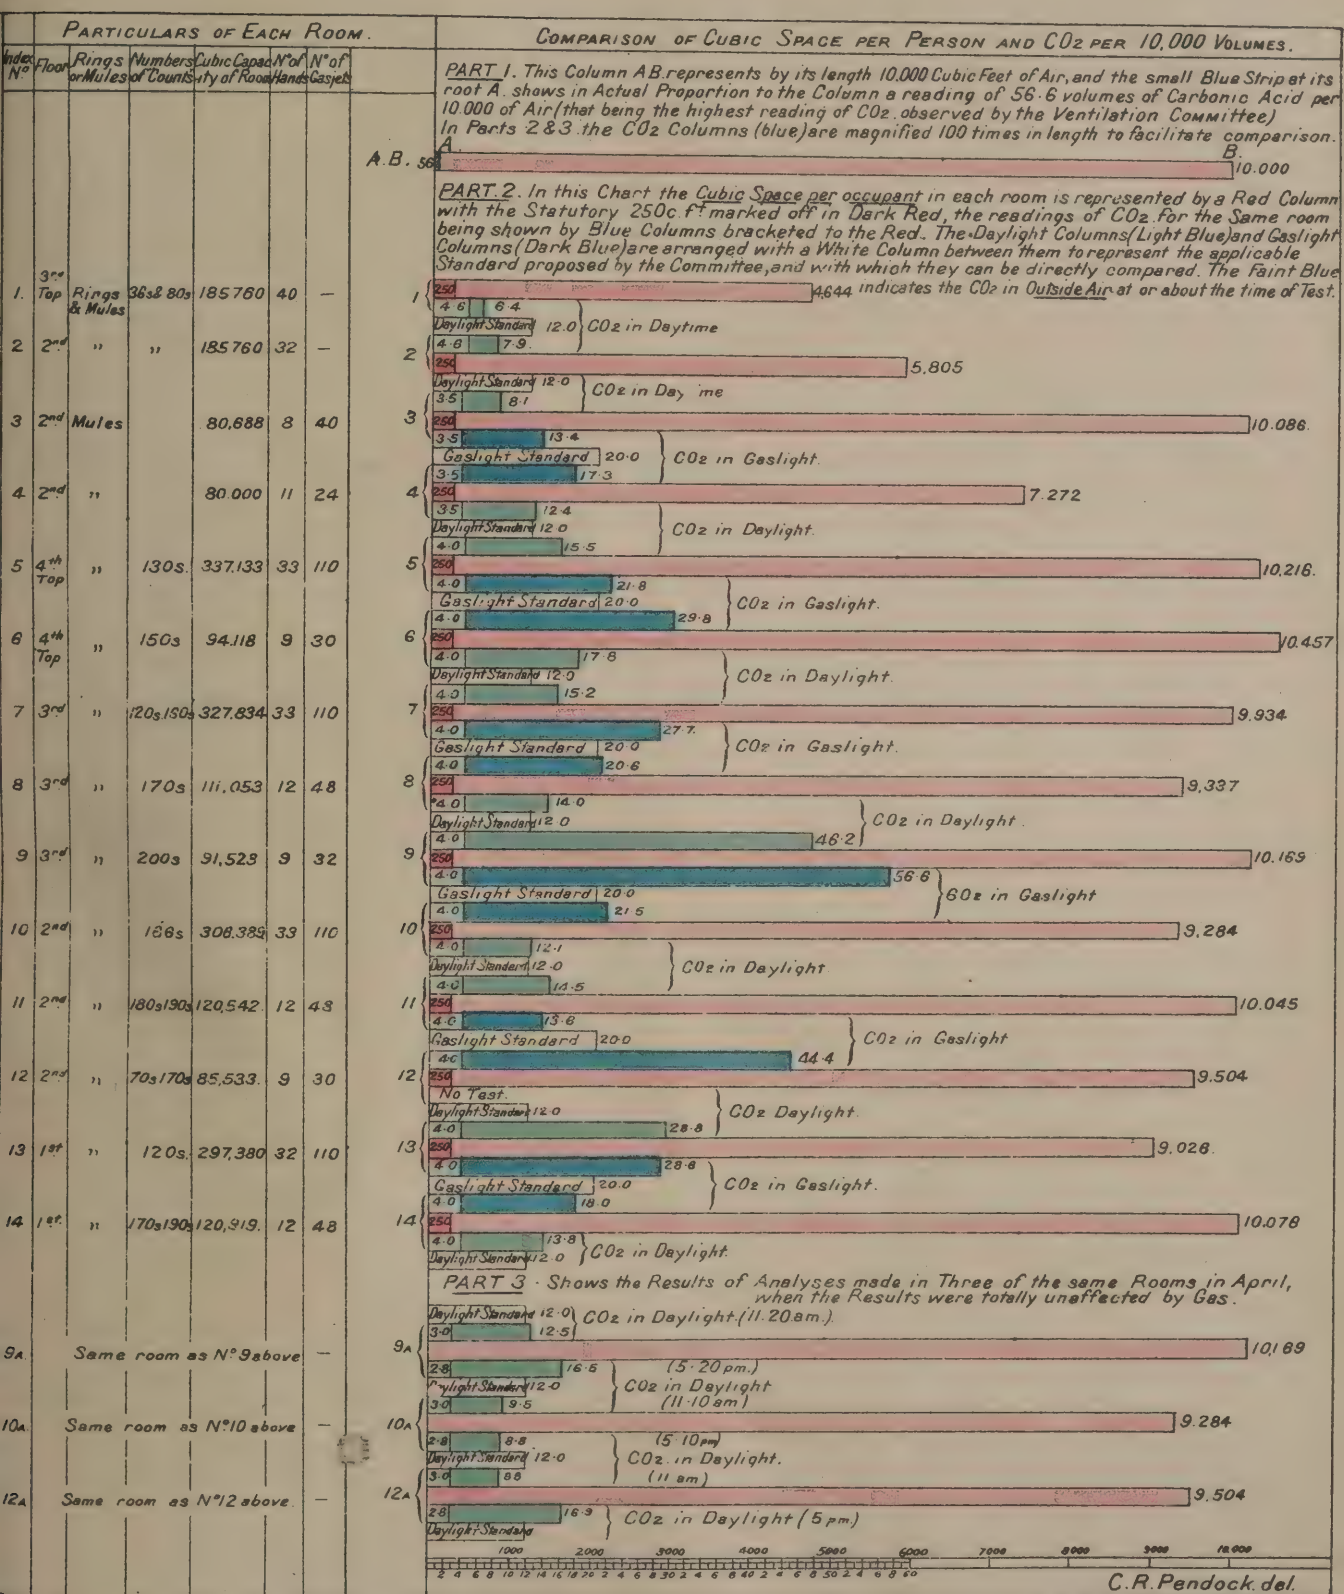 PARTICULARS OF EACH ROOM.
Index Nº Floor Rings or Mules Numbers of Counts Cubic Capacity of Room Nº of Hands Nº of Gasjets
COMPARISON OF CUBIC SPACE PER PERSON AND CO2 PER 10,000 VOLUMES.
PART 1. This Column AB. represents by its length 10.000 Cubic Feet of Air, and the small Blue Strip at its
root A. shows in Actual Proportion to the Column a reading of 56·6 volumes of Carbonic Acid per
10.000 of Air (that being the highest reading of CO2. observed by the Ventilation Committee)
In Parts 2 & 3 the CO2 Columns (blue) are magnified 100 times in length to facilitate comparison.
A. B.
A.B. 56 10.000
PART. 2. In this Chart the Cubic Space per occupant in each room is represented by a Red Column
with the Statutory 250 c. ft marked off in Dark Red, the readings of CO2 for the Same room
being shown by Blue Columns bracketed to the Red. The Daylight Columns (Light Blue) and Gaslight
Columns (Dark Blue) are arranged with a White Column between them to represent the applicable
Standard proposed by the Committee, and with which they can be directly compared. The Faint Blue
indicates the CO2 in Outside Air at or about the time of Test.
1. 3rd Top Rings & Mules 36s & 80s 185760 40 —
1 250 4.644
4·6 6·4
Daylight Standard 12.0 CO2 in Daytime
4·6 7·9.
2 2nd " " 185760 32 —
2 250 5,805
Daylight Standard 12·0 CO2 in Day me
3·5 8·1
3 2nd Mules 80,688 8 40
3 250 10.086.
3·5 13·4
Gaslight Standard 20·0 CO2 in Gaslight.
3·5 17·3
4 2nd " 80.000 11 24
4 250 7.272
3·5 12·4
Daylight Standard 12·0 CO2 in Daylight.
4·0 15·5
5 4th Top " 130s. 337.133 33 110
5 250 10,216.
4·0 21·8
Gaslight Standard 20·0 CO2 in Gaslight.
4·0 29·8
6 4th Top " 150s 94.118 9 30
6 250 10.457
4·0 17·8
Daylight Standard 12·0 CO2 in Daylight.
4·0 15·2
7 3rd " 120s,160s 327.834 33 110
7 250 9.934
4·0 27·7.
Gaslight Standard 20·0 CO2 in Gaslight.
4·0 20·6
8 3rd " 170s 111,053 12 48
8 250 9,337
4·0 14·0
Daylight Standard 12·0 CO2 in Daylight.
4·0 46·2
9 3rd " 200s 91,523 9 32
9 250 10.169
4·0 56·6
Gaslight Standard 20·0 CO2 in Gaslight
4·0 21·5
10 2nd " 166s 306.385 33 110
10 250 9,284
4·0 12·1
Daylight Standard 12·0 CO2 in Daylight
4·0 14·5
11 2nd " 180s 190s 120,542. 12 48
11 250 10.045
4·0 13·6
Gaslight Standard 20·0 CO2 in Gaslight
4·0 44·4
12 2nd " 70s 170s 85,533. 9 30
12 250 9.504
No Test.
Daylight Standard 12·0 CO2 Daylight.
4·0 28·8
13 1st " 120s. 297,380 32 110
13 250 9,026.
4·0 28·6
Gaslight Standard 20·0 CO2 in Gaslight.
4·0 18·0
14 1st. " 170s 190s 120,919. 12 48
14 250 10.078
4·0 13·8
Daylight Standard 12·0 CO2 in Daylight.
PART 3 · Shows the Results of Analyses made in Three of the same Rooms in April,
when the Results were totally unaffected by Gas.
Daylight Standard 12·0 CO2 in Daylight. (11.20 am.).
3·0 12·5
9A. Same room as Nº 9 above —
9A 10,169
2·8 16·5 (5·20 pm.)
Daylight Standard 12·0 CO2 in Daylight
3·0 9·5 (11·10 am)
10A. Same room as Nº 10 above —
10A 9.284
2·8 8·8 (5·10 pm)
Daylight Standard 12·0 CO2. in Daylight.
3·0 8·8 (11 am)
12A Same room as Nº 12 above. —
12A 9.504
2·8 16·9 CO2 in Daylight (5 pm.)
Daylight Standard
1000 2000 3000 4000 5000 6000 7000 8000 9000 10.000
2 4 6 8 10 12 14 16 18 20 2 4 6 8 30 2 4 6 8 40 2 4 6 8 50 2 4 6 8 60
C.R. Pendock. del.